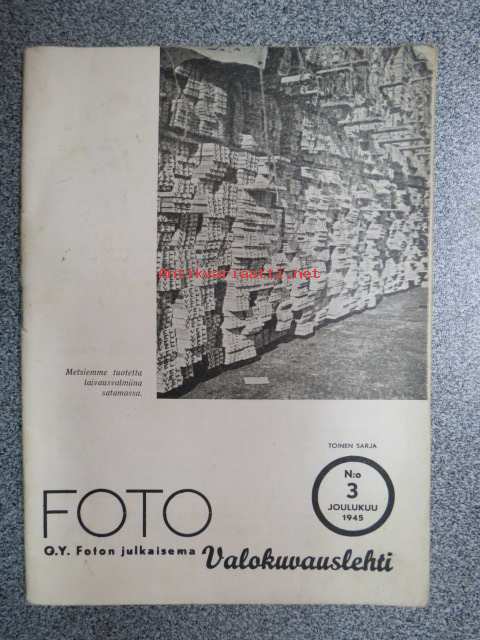 Antikvariaatti.net
Metsiemme tuotetta
laivausvalmiina
satamassa.
TOINEN SARJA
N:o
3
JOULUKUU
1945
FOTO
O.Y. Foton julkaisema Valokuvauslehti